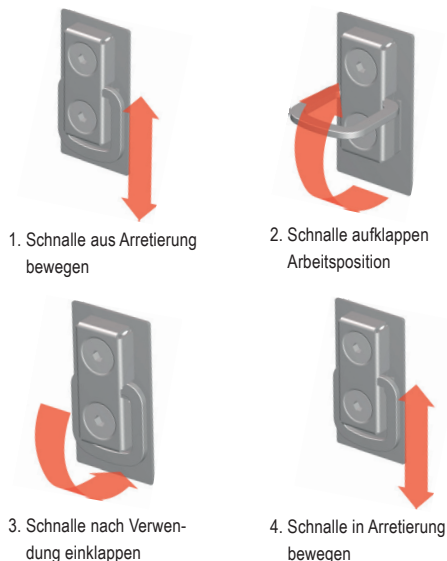 1. Schnalle aus Arretierung
bewegen
2. Schnalle aufklappen
Arbeitsposition
3. Schnalle nach Verwen-
dung einklappen
4. Schnalle in Arretierung
bewegen